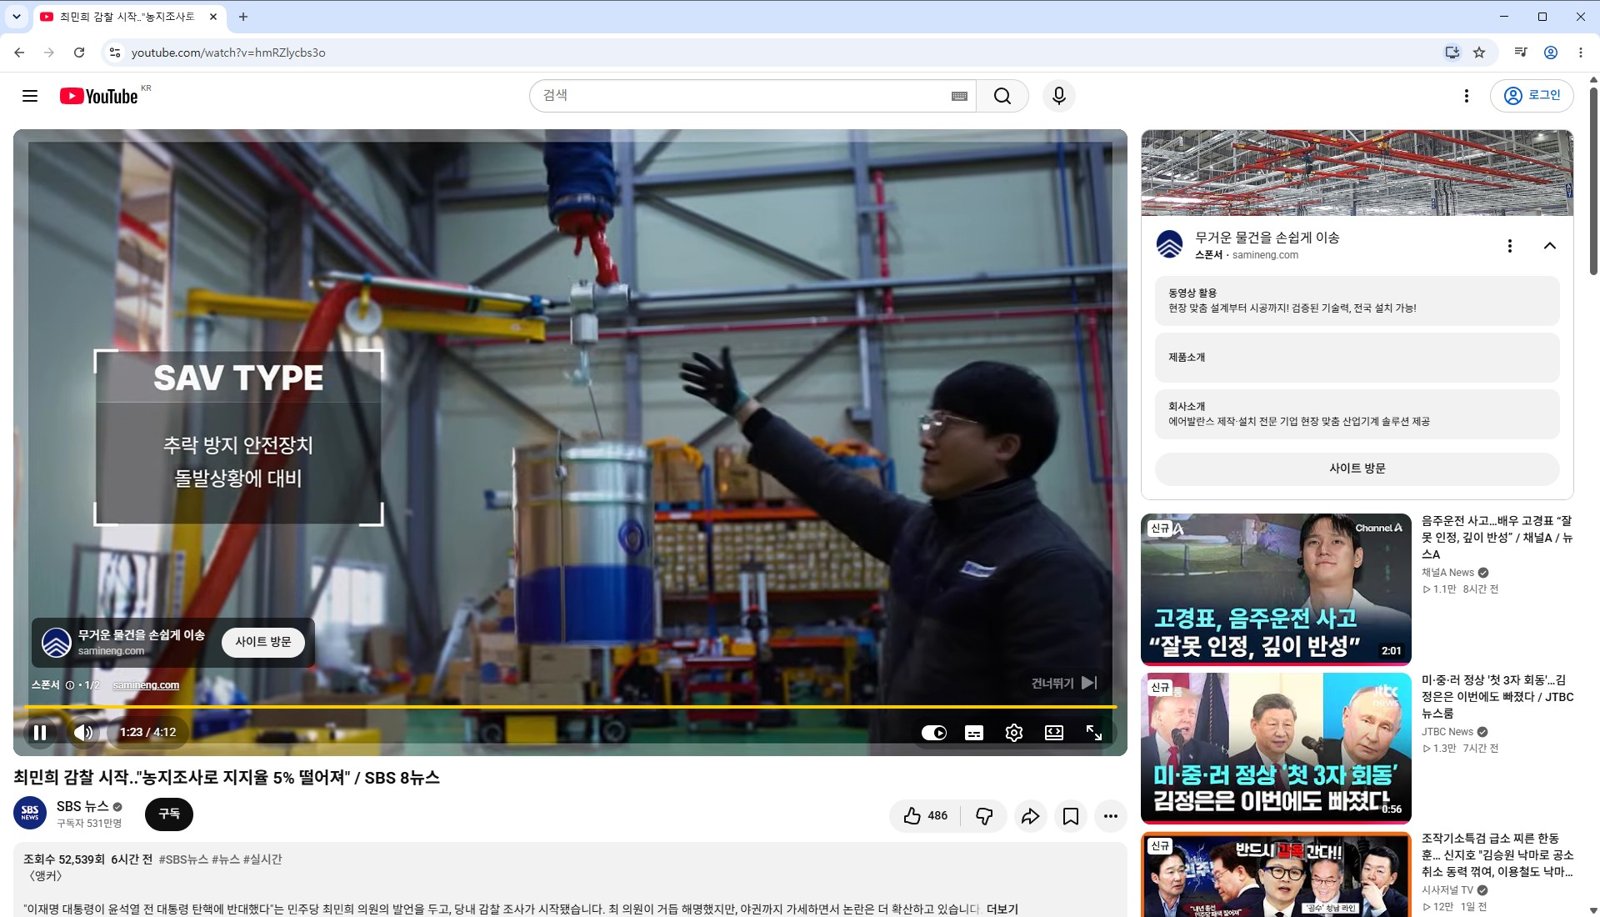 최민희 감찰 시작.."농지조사로
youtube.com/watch?v=hmRZlycbs3o
YouTube KR
검색
로그인
SAV TYPE
추락 방지 안전장치
돌발상황에 대비
무거운 물건을 손쉽게 이송
samineng.com
사이트 방문
스폰서 • 1/2 samineng.com
건너뛰기
1:23 / 4:12
최민희 감찰 시작.."농지조사로 지지율 5% 떨어져" / SBS 8뉴스
SBS NEWS
SBS 뉴스
구독자 531만명
구독
486
조회수 52,539회 6시간 전 #SBS뉴스 #뉴스 #실시간
〈앵커〉
"이재명 대통령이 윤석열 전 대통령 탄핵에 반대했다"는 민주당 최민희 의원의 발언을 두고, 당내 감찰 조사가 시작됐습니다. 최 의원이 거듭 해명했지만, 야권까지 가세하면서 논란은 더 확산하고 있습니다. 더보기
무거운 물건을 손쉽게 이송
스폰서 · samineng.com
동영상 활용
현장 맞춤 설계부터 시공까지! 검증된 기술력, 전국 설치 가능!
제품소개
회사소개
에어발란스 제작·설치 전문 기업 현장 맞춤 산업기계 솔루션 제공
사이트 방문
신규
Channel A
고경표, 음주운전 사고
“잘못 인정, 깊이 반성”
2:01
음주운전 사고…배우 고경표 “잘
못 인정, 깊이 반성” / 채널A / 뉴
스A
채널A News
1.1만 8시간 전
신규
jtbc news
미·중·러 정상 '첫 3자 회동'
김정은은 이번에도 빠졌다
0:56
미·중·러 정상 '첫 3자 회동'…김
정은은 이번에도 빠졌다 / JTBC
뉴스룸
JTBC News
1.3만 7시간 전
신규
반드시 감옥 간다!!
조작기소특검 급소 찌른 한동
훈... 신지호 "김승원 낙마로 공소
취소 동력 꺾여, 이용철도 낙마...
시사저널 TV
12만 1일 전